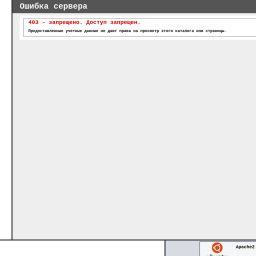 Ошибка сервера
403 - запрещено. Доступ запрещен.
Предоставленные учетные данные не дают права на просмотр этого каталога или страницы.
Apache2